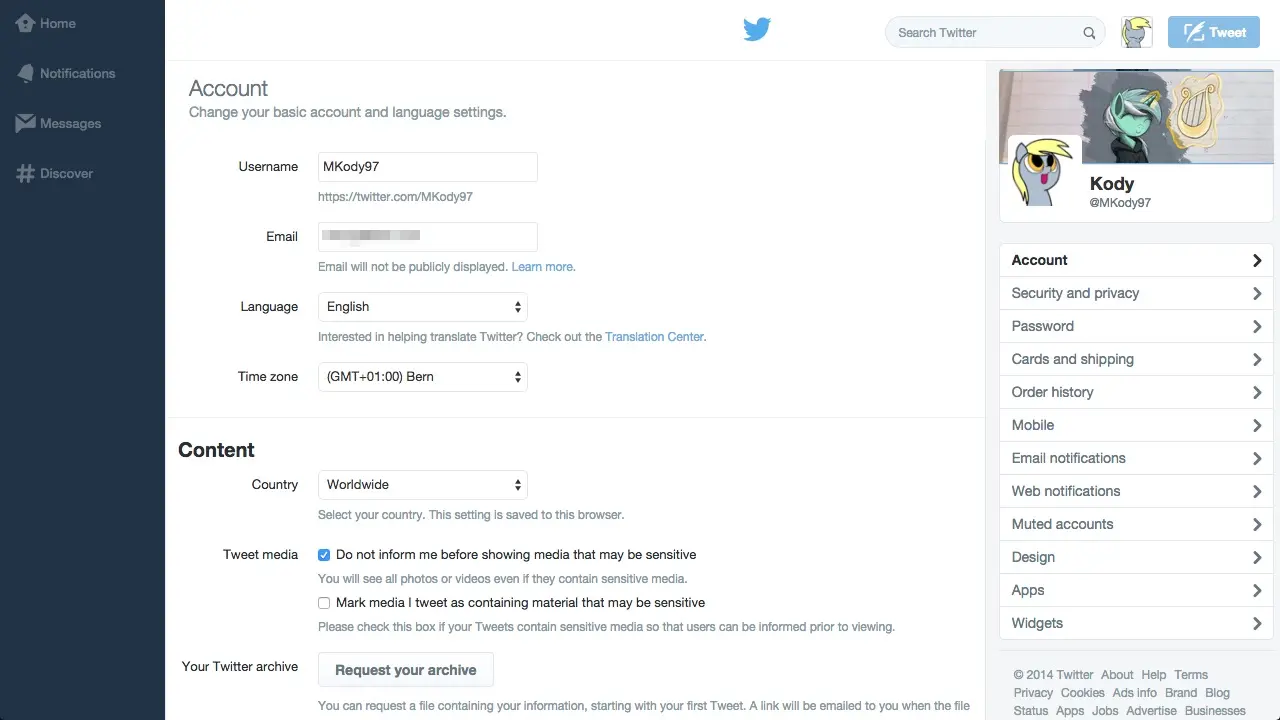 Home
Notifications
Messages
Discover
Search Twitter
Tweet
Account
Change your basic account and language settings.
Username
MKody97
https://twitter.com/MKody97
Email
Email will not be publicly displayed. Learn more.
Language
English
Interested in helping translate Twitter? Check out the Translation Center.
Time zone
(GMT+01:00) Bern
Content
Country
Worldwide
Select your country. This setting is saved to this browser.
Tweet media
Do not inform me before showing media that may be sensitive
You will see all photos or videos even if they contain sensitive media.
Mark media I tweet as containing material that may be sensitive
Please check this box if your Tweets contain sensitive media so that users can be informed prior to viewing.
Your Twitter archive
Request your archive
You can request a file containing your information, starting with your first Tweet. A link will be emailed to you when the file
Kody
@MKody97
Account
Security and privacy
Password
Cards and shipping
Order history
Mobile
Email notifications
Web notifications
Muted accounts
Design
Apps
Widgets
© 2014 Twitter About Help Terms
Privacy Cookies Ads info Brand Blog
Status Apps Jobs Advertise Businesses